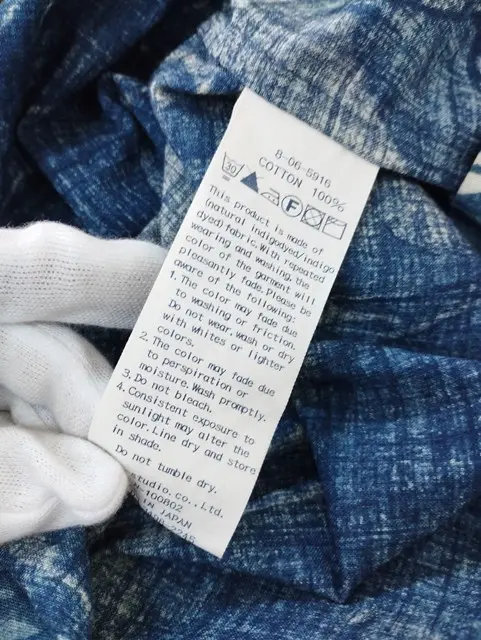 8-06-5916
COTTON 100%
30 F
This product is made of
(natural indigodyed/indigo
dyed) fabric. With repeated
wearing and washing, the
color of the garment will
pleasantly fade. Please be
aware of the following:
1. The color may fade due
to washing or friction.
Do not wear, wash or dry
with whites or lighter
colors.
2. The color may fade due
to perspiration or
moisture. Wash promptly.
3. Do not bleach.
4. Consistent exposure to
sunlight may alter the
color. Line dry and store
in shade.
Do not tumble dry.
studio.co.,Ltd.
-100802
IN JAPAN